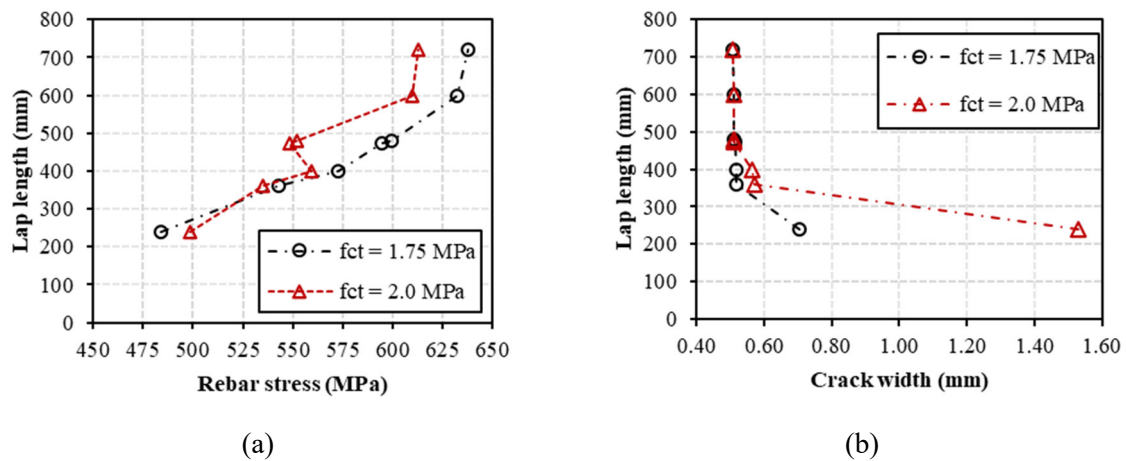 800
700
600
500
400
300
200
100
0
Lap length (mm)
fct = 1.75 MPa
fct = 2.0 MPa
450 475 500 525 550 575 600 625 650
Rebar stress (MPa)
(a)
800
700
600
500
400
300
200
100
0
Lap length (mm)
fct = 1.75 MPa
fct = 2.0 MPa
0.40 0.60 0.80 1.00 1.20 1.40 1.60
Crack width (mm)
(b)